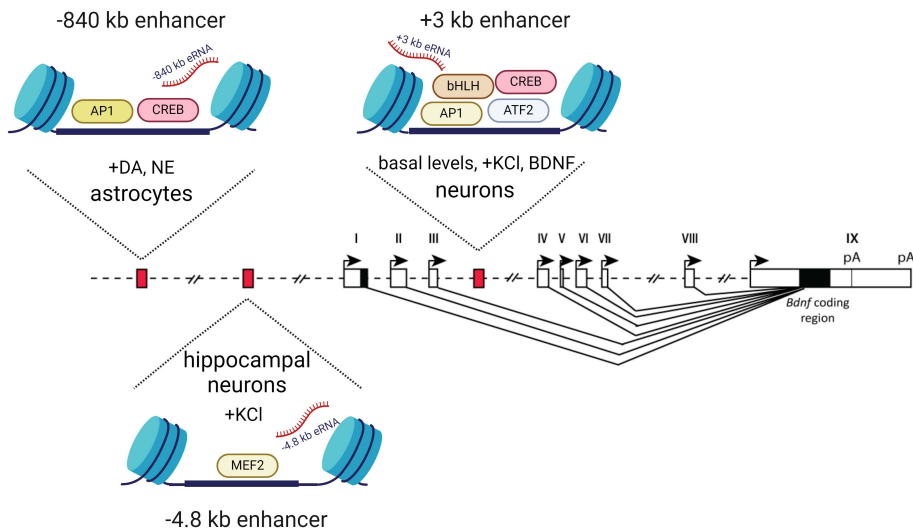 -840 kb enhancer
-840 kb eRNA
AP1
CREB
+DA, NE
astrocytes
+3 kb enhancer
+3 kb eRNA
bHLH
CREB
AP1
ATF2
basal levels, +KCl, BDNF
neurons
I
II
III
IV
V
VI
VII
VIII
IX
pA
pA
Bdnf coding
region
hippocampal
neurons
+KCl
-4.8 kb eRNA
MEF2
-4.8 kb enhancer